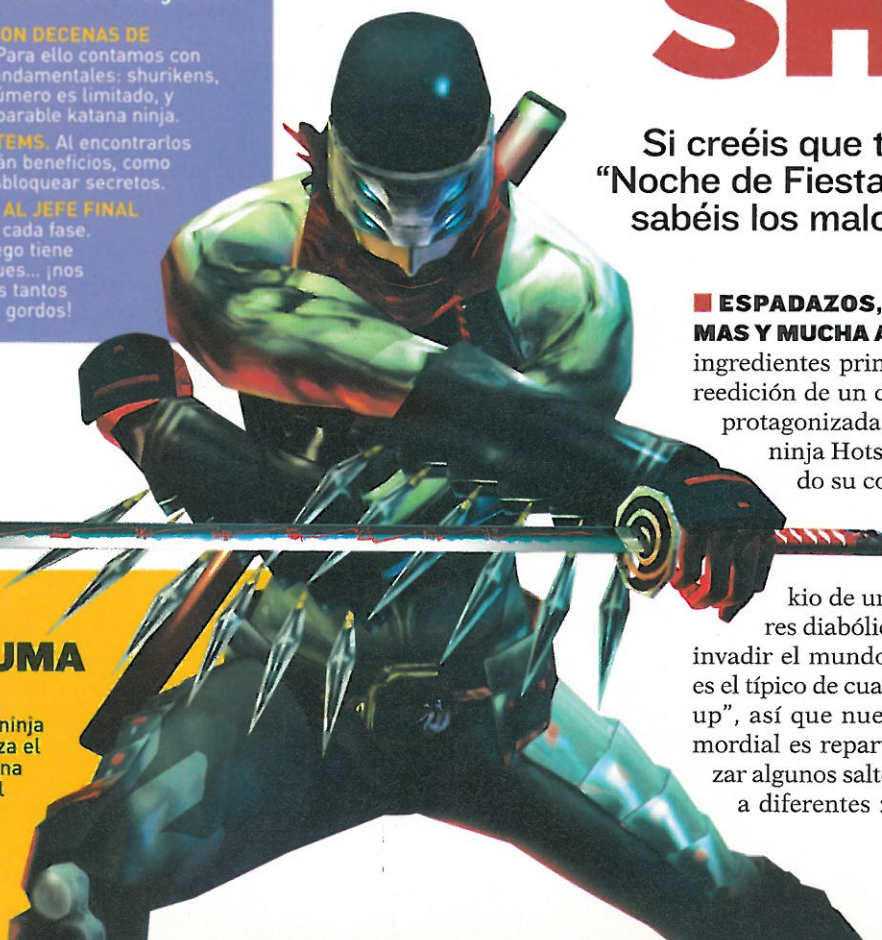 ON DECENAS DE
Para ello contamos con
ndamentales: shurikens,
úmero es limitado, y
parable katana ninja.
TEMS. Al encontrarlos
án beneficios, como
sbloquear secretos.
AL JEFE FINAL
cada fase.
ego tiene
ues... ¡nos
s tantos
gordos!
UMA
ninja
za el
na
l
SH
Si creéis que t
“Noche de Fiesta
sabéis los malo
ESPADAZOS,
MAS Y MUCHA A
ingredientes prin
reedición de un c
protagonizada
ninja Hots
do su co
kio de un
res diabólic
invadir el mundo
es el típico de cua
up”, así que nue
mordial es repar
zar algunos salt
a diferentes